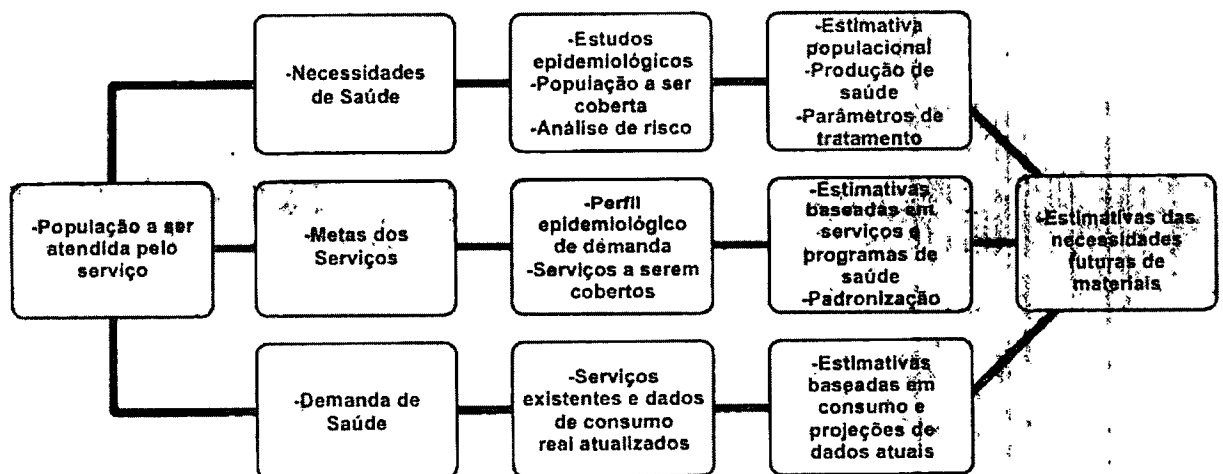 -População a ser
atendida pelo
serviço
-Necessidades
de Saúde
-Estudos
epidemiológicos
-População a ser
coberta
-Análise de risco
-Estimativa
populacional
-Produção de
saúde
-Parâmetros de
tratamento
-Metas dos
Serviços
-Perfil
epidemiológico
de demanda
-Serviços a serem
cobertos
-Estimativas
baseadas em
serviços e
programas de
saúde
-Padronização
-Demanda de
Saúde
-Serviços
existentes e dados
de consumo
real atualizados
-Estimativas
baseadas em
consumo e
projeções de
dados atuais
-Estimativas das
necessidades
futuras de
materiais